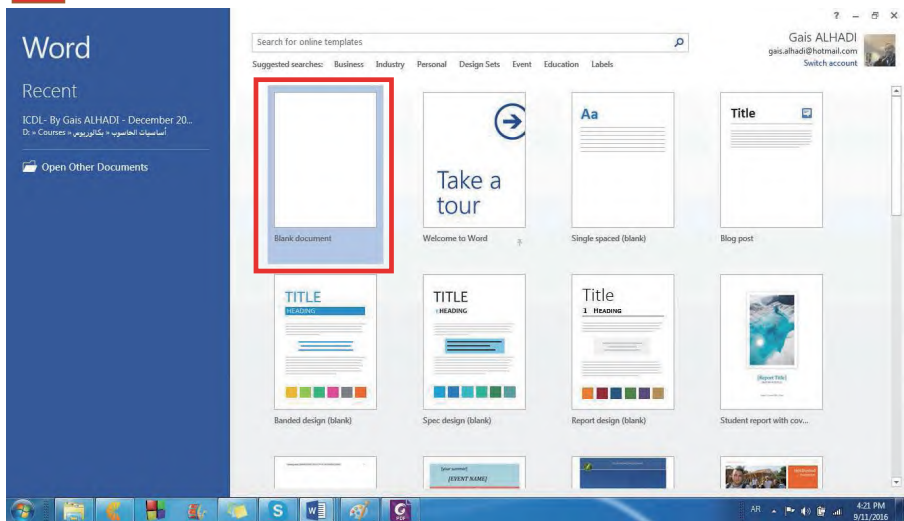 Word
Recent
ICDL- By Gais ALHADI - December 20...
D: » Courses » أساسيات الحاسوب » بكالوريوس
Open Other Documents
Search for online templates
Suggested searches: Business Industry Personal Design Sets Event Education Labels
Gais ALHADI
gais.alhadi@hotmail.com
Switch account
Take a
tour
Aa
Title
Blank document
Welcome to Word
Single spaced (blank)
Blog post
TITLE
HEADING
TITLE
HEADING
Title
1 HEADING
[Report Title]
Banded design (blank)
Spec design (blank)
Report design (blank)
Student report with cov...
[EVENT NAME]
S
W
G
PDF
AR
4:21 PM
9/11/2016